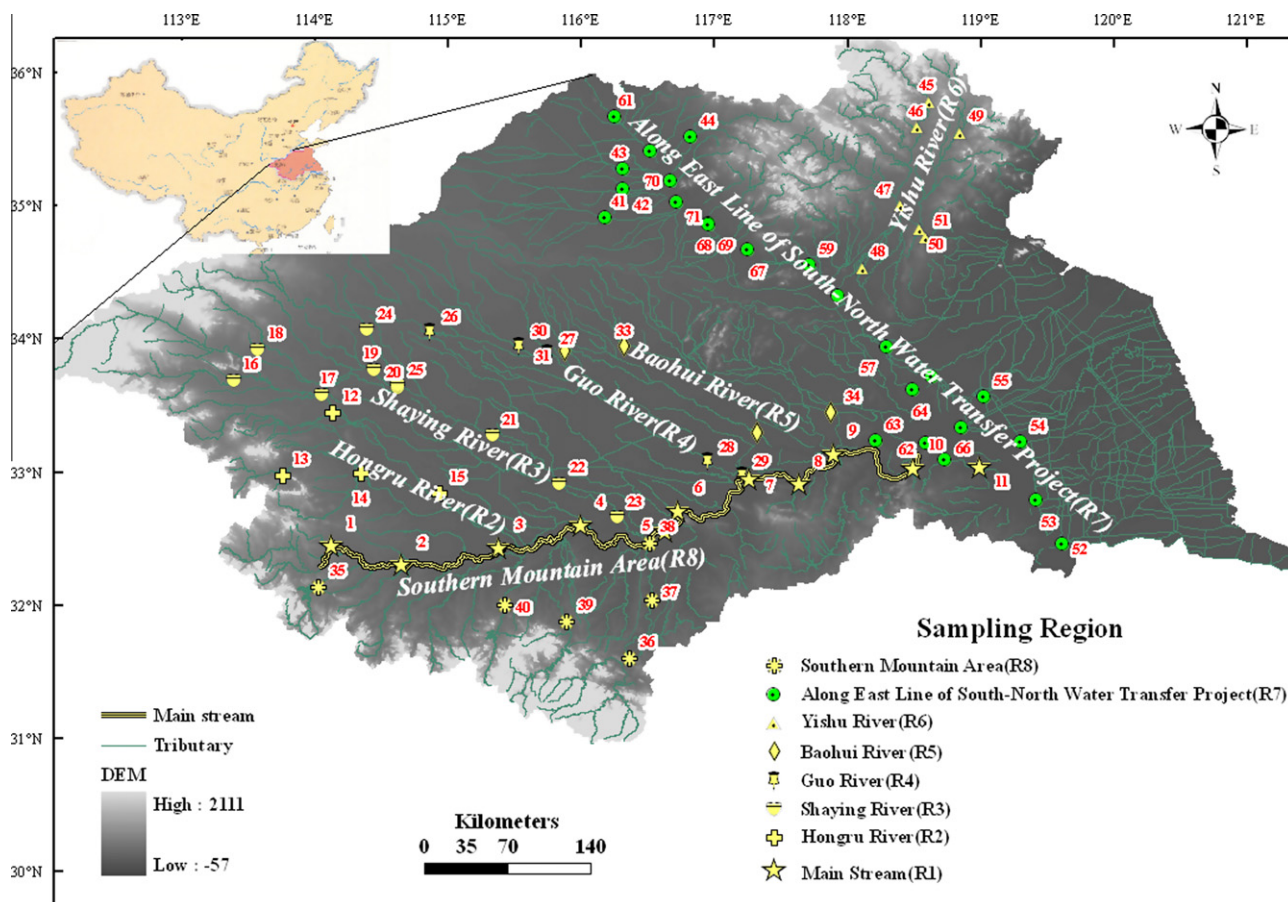 113°E 114°E 115°E 116°E 117°E 118°E 119°E 120°E 121°E
36°N
35°N
34°N
33°N
32°N
31°N
30°N
N
W E
S
61
44
43
70
41
42
71
68 69
67
59
45
46
49
47
51
50
48
Along East Line of South-North Water Transfer Project(R7)
Yishu River(R6)
18
16
24
26
30
27
33
31
19
20 25
17
12
Baohui River(R5)
Guo River(R4)
Shaying River(R3)
Hongru River(R2)
57
55
34
64
54
21
9
63
10
66
28
13
15
22
29
8
62
11
14
6
7
53
1
4
23
2
3
5
38
52
Southern Mountain Area(R8)
35
40
39
37
36
Sampling Region
Southern Mountain Area(R8)
Along East Line of South-North Water Transfer Project(R7)
Yishu River(R6)
Baohui River(R5)
Guo River(R4)
Shaying River(R3)
Hongru River(R2)
Main Stream(R1)
Main stream
Tributary
DEM
High : 2111
Low : -57
Kilometers
0 35 70 140